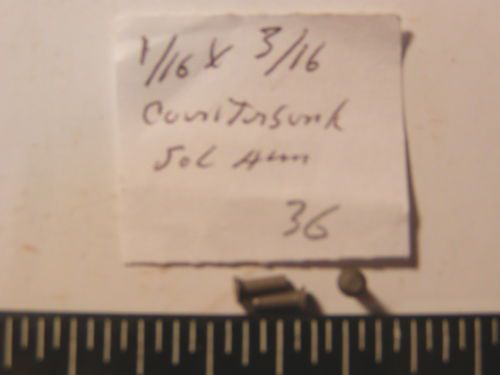 1/16 X 3/16
Countersunk
Sol Alum
36